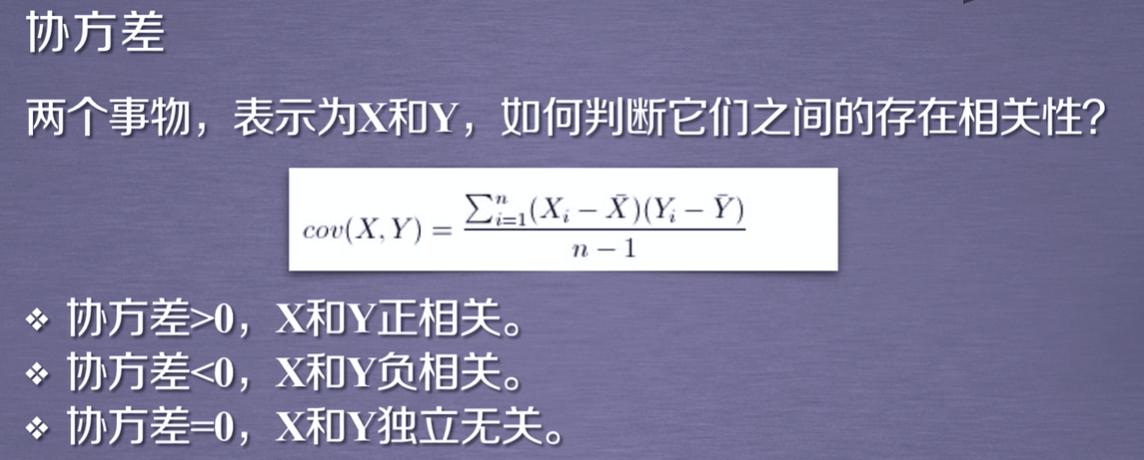 协方差
两个事物，表示为X和Y，如何判断它们之间的存在相关性？
cov(X, Y) = \frac{\sum_{i=1}^{n}(X_i - \bar{X})(Y_i - \bar{Y})}{n - 1}
❖ 协方差>0，X和Y正相关。
❖ 协方差<0，X和Y负相关。
❖ 协方差=0，X和Y独立无关。